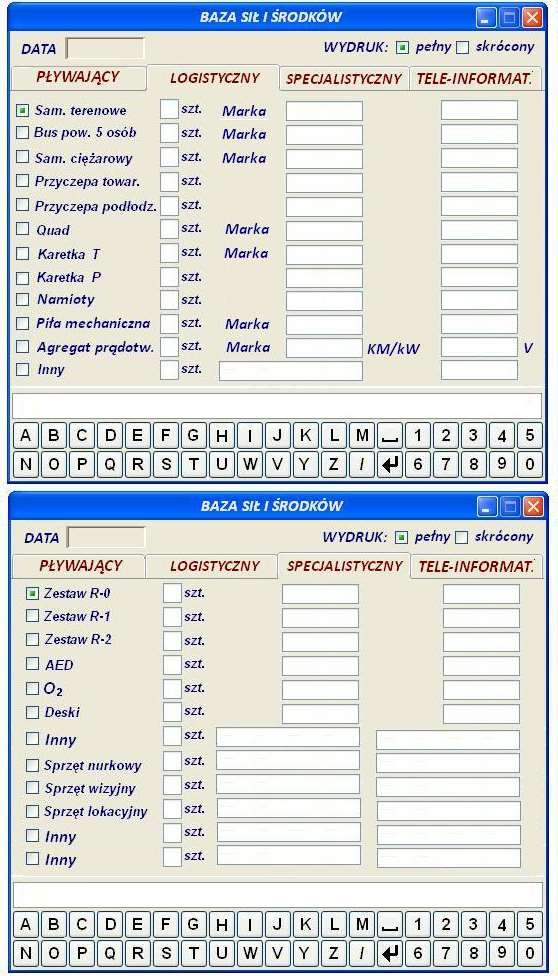 BAZA SIŁ I ŚRODKÓW
DATA WYDRUK: pełny skrócony
PŁYWAJĄCY LOGISTYCZNY SPECJALISTYCZNY TELE-INFORMAT.
Sam. terenowe szt. Marka
Bus pow. 5 osób szt. Marka
Sam. ciężarowy szt. Marka
Przyczepa towar. szt.
Przyczepa podłodz. szt.
Quad szt. Marka
Karetka T szt. Marka
Karetka P szt.
Namioty szt.
Piła mechaniczna szt. Marka
Agregat prądotw. szt. Marka KM/kW V
Inny szt.
A B C D E F G H I J K L M 1 2 3 4 5
N O P Q R S T U W V Y Z / 6 7 8 9 0
BAZA SIŁ I ŚRODKÓW
DATA WYDRUK: pełny skrócony
PŁYWAJĄCY LOGISTYCZNY SPECJALISTYCZNY TELE-INFORMAT.
Zestaw R-0 szt.
Zestaw R-1 szt.
Zestaw R-2 szt.
AED szt.
O₂ szt.
Deski szt.
Inny szt.
Sprzęt nurkowy szt.
Sprzęt wizyjny szt.
Sprzęt lokacyjny szt.
Inny szt.
Inny szt.
A B C D E F G H I J K L M 1 2 3 4 5
N O P Q R S T U W V Y Z / 6 7 8 9 0